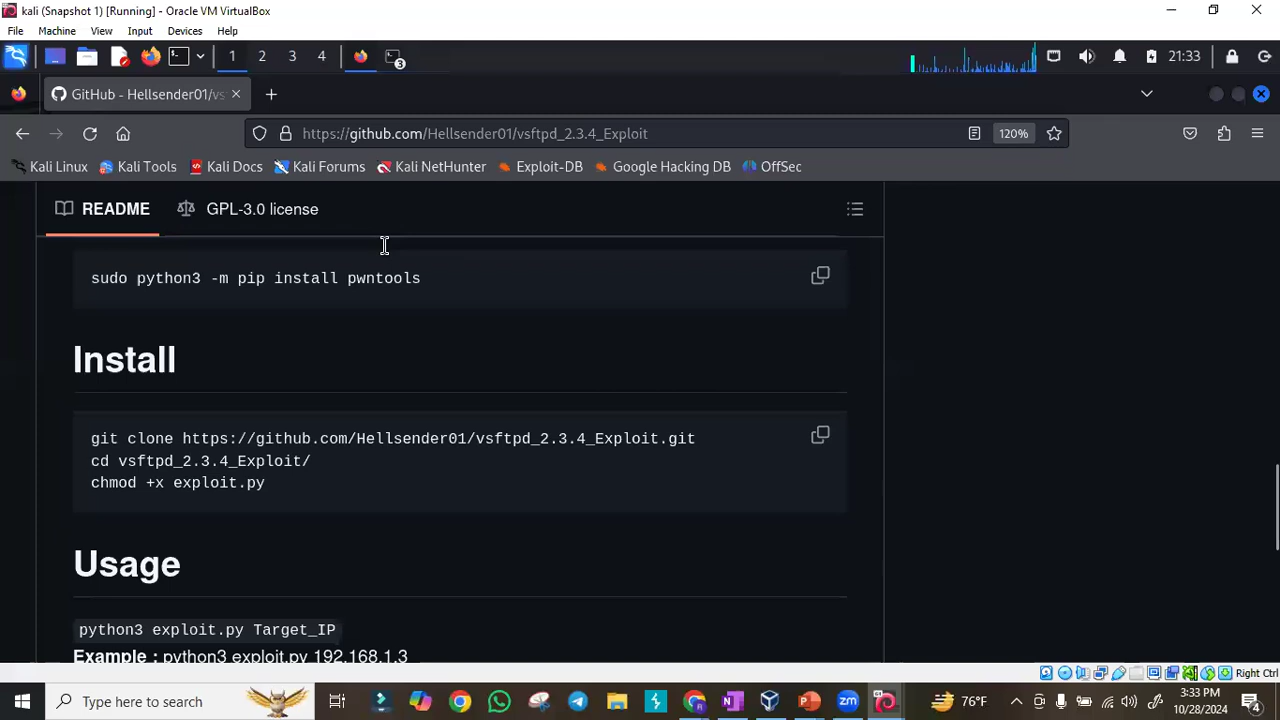 kali (Snapshot 1) [Running] - Oracle VM VirtualBox
File Machine View Input Devices Help
1 2 3 4 3 21:33
GitHub - Hellsender01/vs
https://github.com/Hellsender01/vsftpd_2.3.4_Exploit 120%
Kali Linux Kali Tools Kali Docs Kali Forums Kali NetHunter Exploit-DB Google Hacking DB OffSec
README GPL-3.0 license
sudo python3 -m pip install pwntools
Install
git clone https://github.com/Hellsender01/vsftpd_2.3.4_Exploit.git
cd vsftpd_2.3.4_Exploit/
chmod +x exploit.py
Usage
python3 exploit.py Target_IP
Example : python3 exploit.py 192.168.1.3
Right Ctrl
Type here to search
76°F
3:33 PM
10/28/2024
4